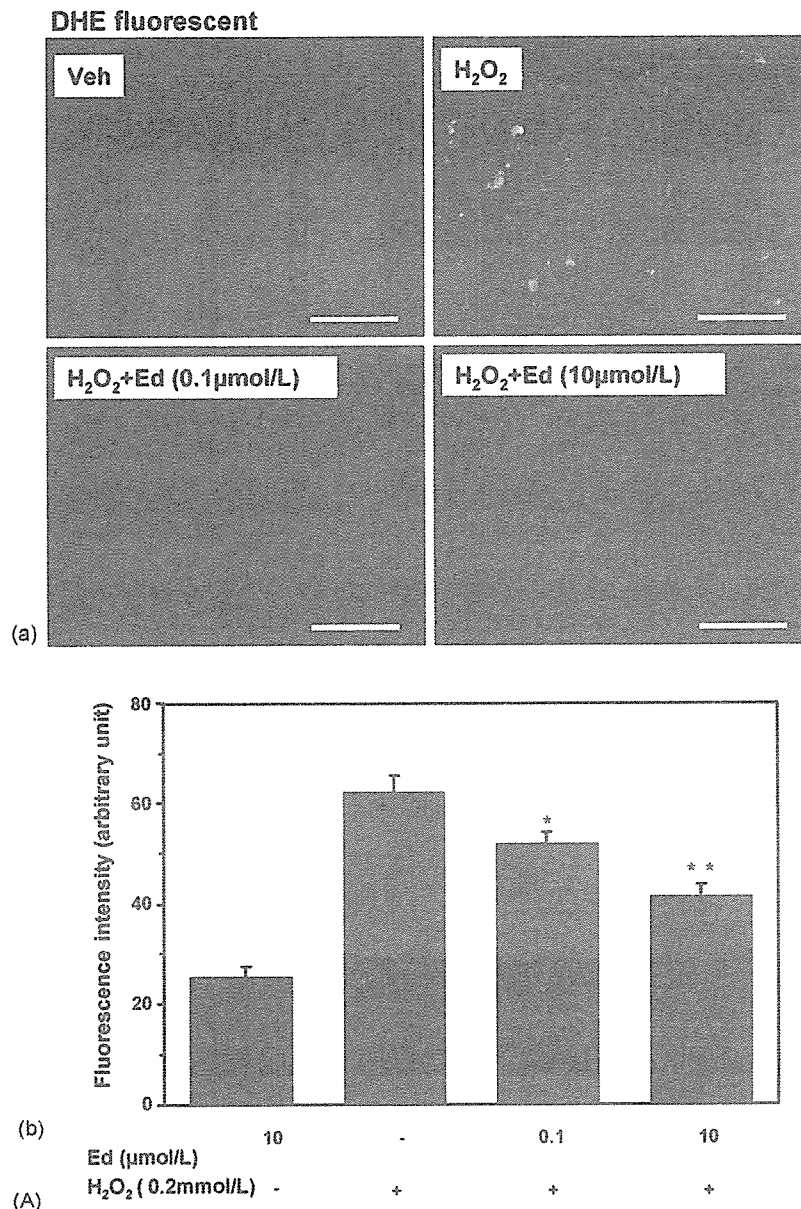 DHE fluorescent
Veh
H₂O₂
H₂O₂+Ed (0.1µmol/L)
H₂O₂+Ed (10µmol/L)
(a)
Fluorescence intensity (arbitrary unit)
80
60
40
20
0
*
* *
(b)
10 - 0.1 10
Ed (µmol/L)
H₂O₂ ( 0.2mmol/L) - + + +
(A)